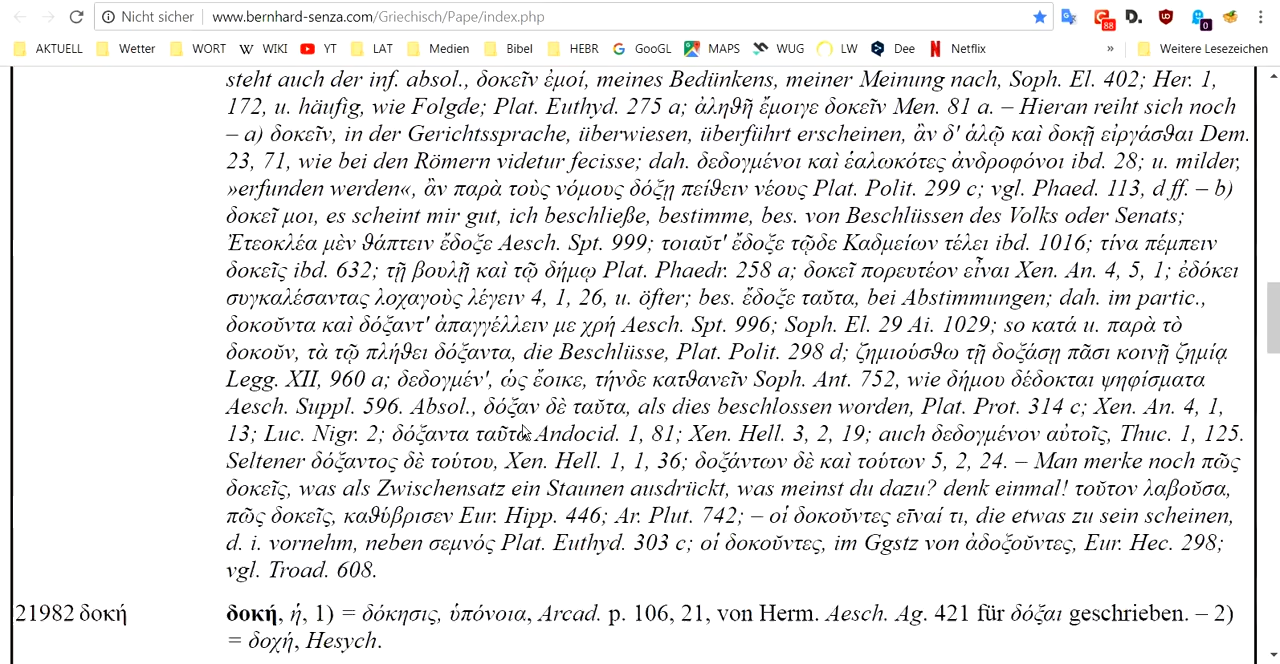 Nicht sicher | www.bernhard-senza.com/Griechisch/Pape/index.php
88 D. 0
AKTUELL Wetter WORT WIKI YT LAT Medien Bibel HEBR GooGL MAPS WUG LW Dee Netflix » Weitere Lesezeichen
steht auch der inf. absol., δοκεῖν ἐμοί, meines Bedünkens, meiner Meinung nach, Soph. El. 402; Her. 1,
172, u. häufig, wie Folgde; Plat. Euthyd. 275 a; ἀληθῆ ἔμοιγε δοκεῖν Men. 81 a. – Hieran reiht sich noch
– a) δοκεῖν, in der Gerichtssprache, überwiesen, überführt erscheinen, ἂν δ' ἁλῷ καὶ δοκῇ εἰργάσθαι Dem.
23, 71, wie bei den Römern videtur fecisse; dah. δεδογμένοι καὶ ἑαλωκότες ἀνδροφόνοι ibd. 28; u. milder,
»erfunden werden«, ἂν παρὰ τοὺς νόμους δόξῃ πείθειν νέους Plat. Polit. 299 c; vgl. Phaed. 113, d ff. – b)
δοκεῖ μοι, es scheint mir gut, ich beschließe, bestimme, bes. von Beschlüssen des Volks oder Senats;
Ἐτεοκλέα μὲν θάπτειν ἔδοξε Aesch. Spt. 999; τοιαῦτ' ἔδοξε τῷδε Καδμείων τέλει ibd. 1016; τίνα πέμπειν
δοκεῖς ibd. 632; τῇ βουλῇ καὶ τῷ δήμῳ Plat. Phaedr. 258 a; δοκεῖ πορευτέον εἶναι Xen. An. 4, 5, 1; ἐδόκει
συγκαλέσαντας λοχαγοὺς λέγειν 4, 1, 26, u. öfter; bes. ἔδοξε ταῦτα, bei Abstimmungen; dah. im partic.,
δοκοῦντα καὶ δόξαντ' ἀπαγγέλλειν με χρή Aesch. Spt. 996; Soph. El. 29 Ai. 1029; so κατά u. παρὰ τὸ
δοκοῦν, τὰ τῷ πλήθει δόξαντα, die Beschlüsse, Plat. Polit. 298 d; ζημιούσθω τῇ δοξάσῃ πᾶσι κοινῇ ζημίᾳ
Legg. XII, 960 a; δεδογμέν', ὡς ἔοικε, τήνδε κατθανεῖν Soph. Ant. 752, wie δήμου δέδοκται ψηφίσματα
Aesch. Suppl. 596. Absol., δόξαν δὲ ταῦτα, als dies beschlossen worden, Plat. Prot. 314 c; Xen. An. 4, 1,
13; Luc. Nigr. 2; δόξαντα ταῦτα Andocid. 1, 81; Xen. Hell. 3, 2, 19; auch δεδογμένον αὐτοῖς, Thuc. 1, 125.
Seltener δόξαντος δὲ τούτου, Xen. Hell. 1, 1, 36; δοξάντων δὲ καὶ τούτων 5, 2, 24. – Man merke noch πῶς
δοκεῖς, was als Zwischensatz ein Staunen ausdrückt, was meinst du dazu? denk einmal! τοῦτον λαβοῦσα,
πῶς δοκεῖς, καθύβρισεν Eur. Hipp. 446; Ar. Plut. 742; – οἱ δοκοῦντες εἶναί τι, die etwas zu sein scheinen,
d. i. vornehm, neben σεμνός Plat. Euthyd. 303 c; οἱ δοκοῦντες, im Ggstz von ἀδοξοῦντες, Eur. Hec. 298;
vgl. Troad. 608.
21982 δοκή δοκή, ἡ, 1) = δόκησις, ὑπόνοια, Arcad. p. 106, 21, von Herm. Aesch. Ag. 421 für δόξαι geschrieben. – 2)
= δοχή, Hesych.